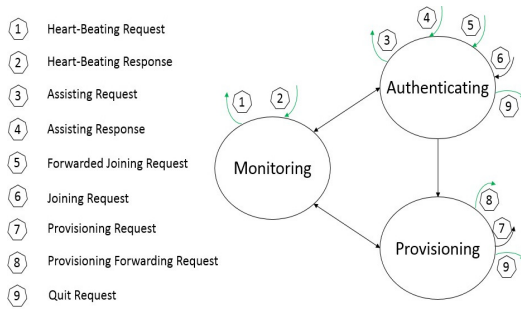 1 Heart-Beating Request
2 Heart-Beating Response
3 Assisting Request
4 Assisting Response
5 Forwarded Joining Request
6 Joining Request
7 Provisioning Request
8 Provisioning Forwarding Request
9 Quit Request
1
2
Monitoring
3
4
5
6
9
Authenticating
8
7
9
Provisioning